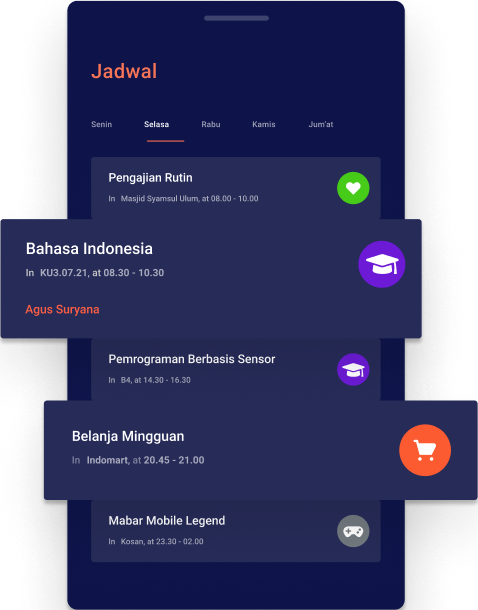 Jadwal
Senin Selasa Rabu Kamis Jum'at
Pengajian Rutin
In Masjid Syamsul Ulum, at 08.00 - 10.00
Bahasa Indonesia
In KU3.07.21, at 08.30 - 10.30
Agus Suryana
Pemrograman Berbasis Sensor
In B4, at 14.30 - 16.30
Belanja Mingguan
In Indomart, at 20.45 - 21.00
Mabar Mobile Legend
In Kosan, at 23.30 - 02.00